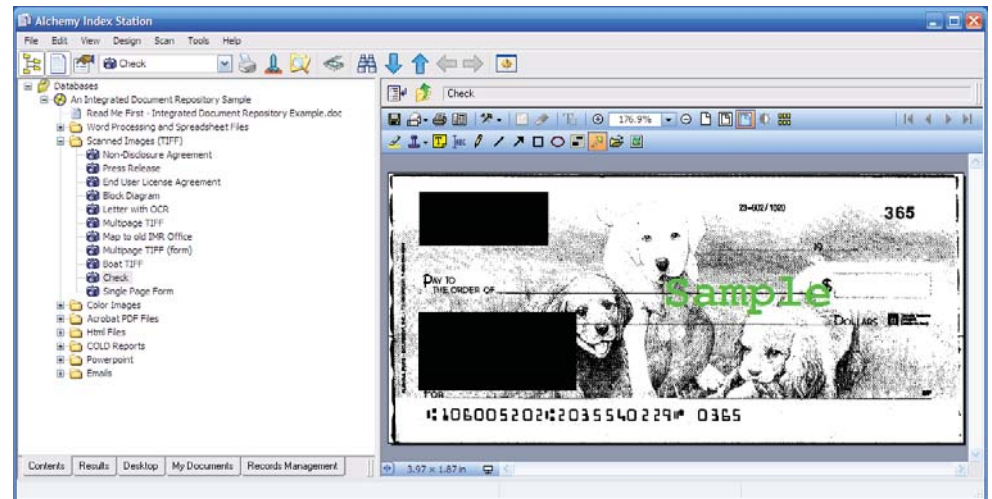 Alchemy Index Station
File Edit View Design Scan Tools Help
Check
Databases
An Integrated Document Repository Sample
Read Me First - Integrated Document Repository Example.doc
Word Processing and Spreadsheet Files
Scanned Images (TIFF)
Non-Disclosure Agreement
Press Release
End User License Agreement
Block Diagram
Letter with OCR
Multipage TIFF
Map to old IMR Office
Multipage TIFF (form)
Boat TIFF
Check
Single Page Form
Color Images
Acrobat PDF Files
Html Files
COLD Reports
Powerpoint
Emails
Contents Results Desktop My Documents Records Management
Check
176.9%
23-602/1020
365
19
PAY TO
THE ORDER OF
$
Sample
DOLLARS
FOR
⑆106005202⑆2035540229⑈ 0365
3.97 x 1.87 in